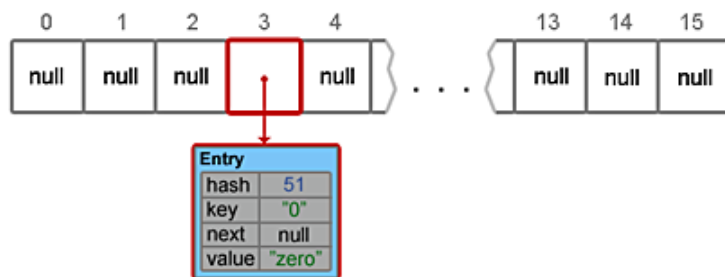 0 1 2 3 4 13 14 15
null null null null . . . null null null
Entry
hash 51
key "0"
next null
value "zero"